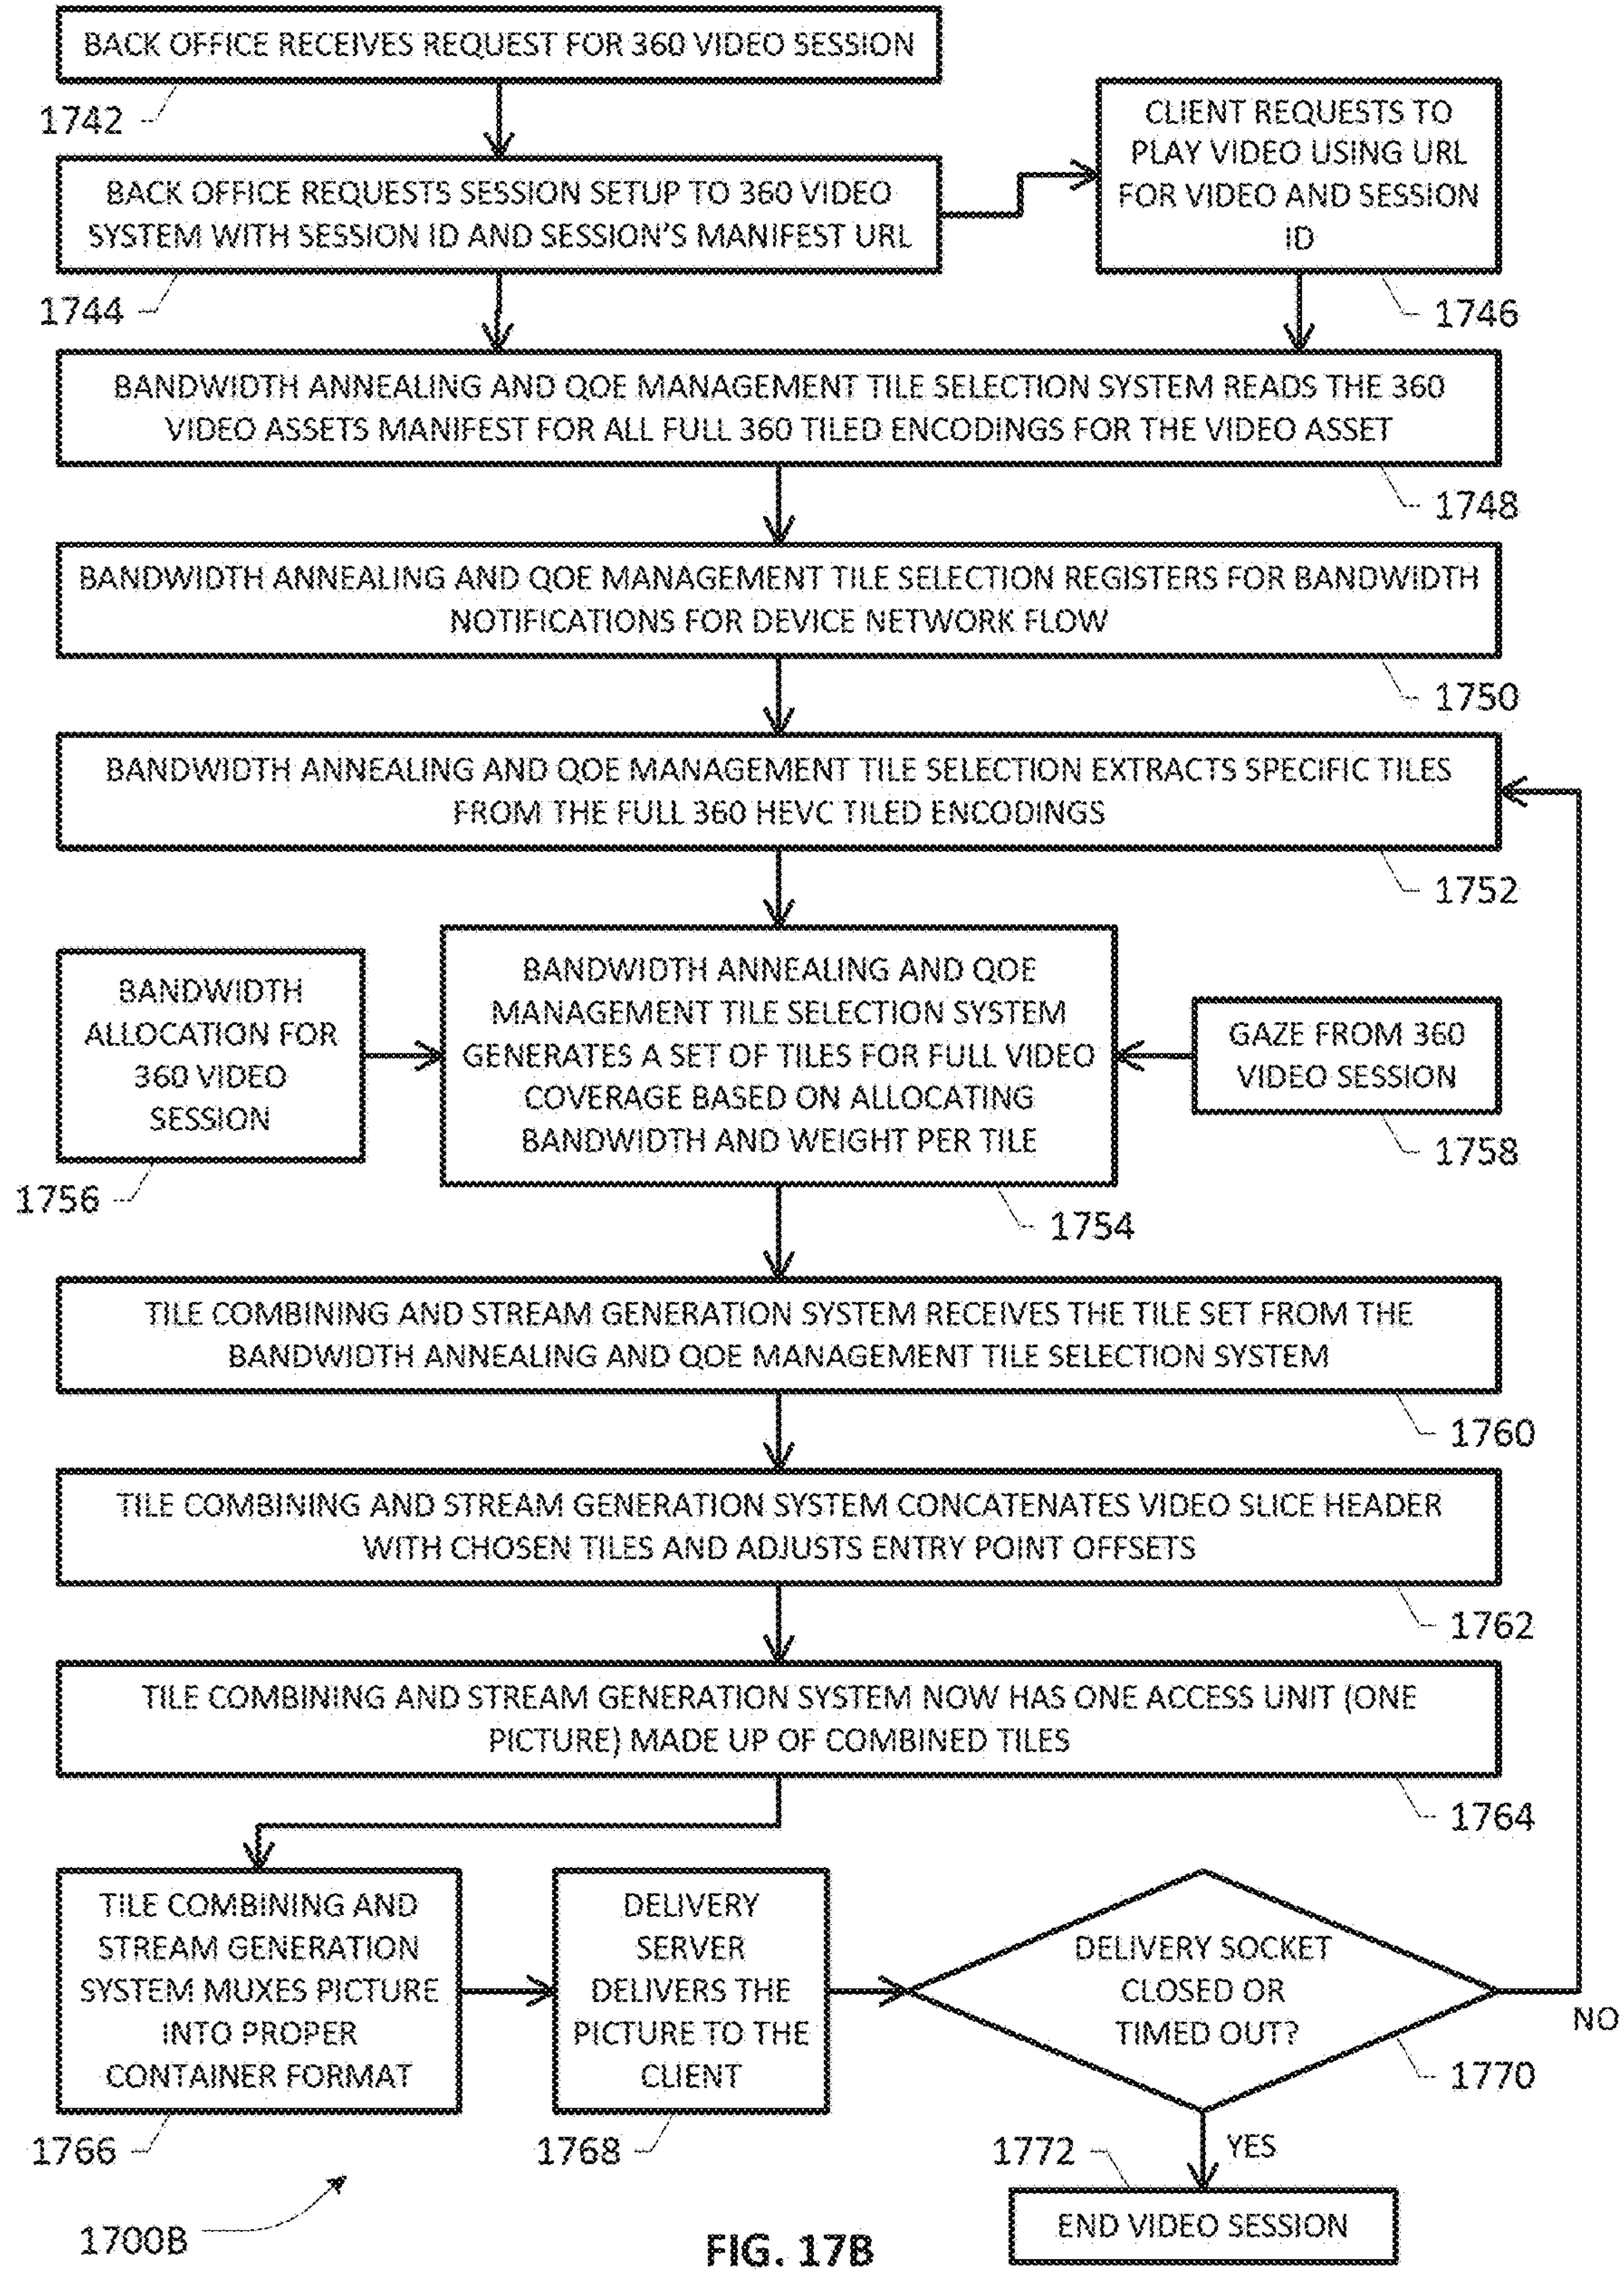 BACK OFFICE RECEIVES REQUEST FOR 360 VIDEO SESSION
1742
CLIENT REQUESTS TO
PLAY VIDEO USING URL
FOR VIDEO AND SESSION
ID
1746
BACK OFFICE REQUESTS SESSION SETUP TO 360 VIDEO
SYSTEM WITH SESSION ID AND SESSION'S MANIFEST URL
1744
BANDWIDTH ANNEALING AND QOE MANAGEMENT TILE SELECTION SYSTEM READS THE 360
VIDEO ASSETS MANIFEST FOR ALL FULL 360 TILED ENCODINGS FOR THE VIDEO ASSET
1748
BANDWIDTH ANNEALING AND QOE MANAGEMENT TILE SELECTION REGISTERS FOR BANDWIDTH
NOTIFICATIONS FOR DEVICE NETWORK FLOW
1750
BANDWIDTH ANNEALING AND QOE MANAGEMENT TILE SELECTION EXTRACTS SPECIFIC TILES
FROM THE FULL 360 HEVC TILED ENCODINGS
1752
BANDWIDTH
ALLOCATION FOR
360 VIDEO
SESSION
1756
BANDWIDTH ANNEALING AND QOE
MANAGEMENT TILE SELECTION SYSTEM
GENERATES A SET OF TILES FOR FULL VIDEO
COVERAGE BASED ON ALLOCATING
BANDWIDTH AND WEIGHT PER TILE
1754
GAZE FROM 360
VIDEO SESSION
1758
TILE COMBINING AND STREAM GENERATION SYSTEM RECEIVES THE TILE SET FROM THE
BANDWIDTH ANNEALING AND QOE MANAGEMENT TILE SELECTION SYSTEM
1760
TILE COMBINING AND STREAM GENERATION SYSTEM CONCATENATES VIDEO SLICE HEADER
WITH CHOSEN TILES AND ADJUSTS ENTRY POINT OFFSETS
1762
TILE COMBINING AND STREAM GENERATION SYSTEM NOW HAS ONE ACCESS UNIT (ONE
PICTURE) MADE UP OF COMBINED TILES
1764
TILE COMBINING AND
STREAM GENERATION
SYSTEM MUXES PICTURE
INTO PROPER
CONTAINER FORMAT
1766
DELIVERY
SERVER
DELIVERS THE
PICTURE TO THE
CLIENT
1768
DELIVERY SOCKET
CLOSED OR
TIMED OUT?
1770
NO
YES
1772
END VIDEO SESSION
1700B
FIG. 17B